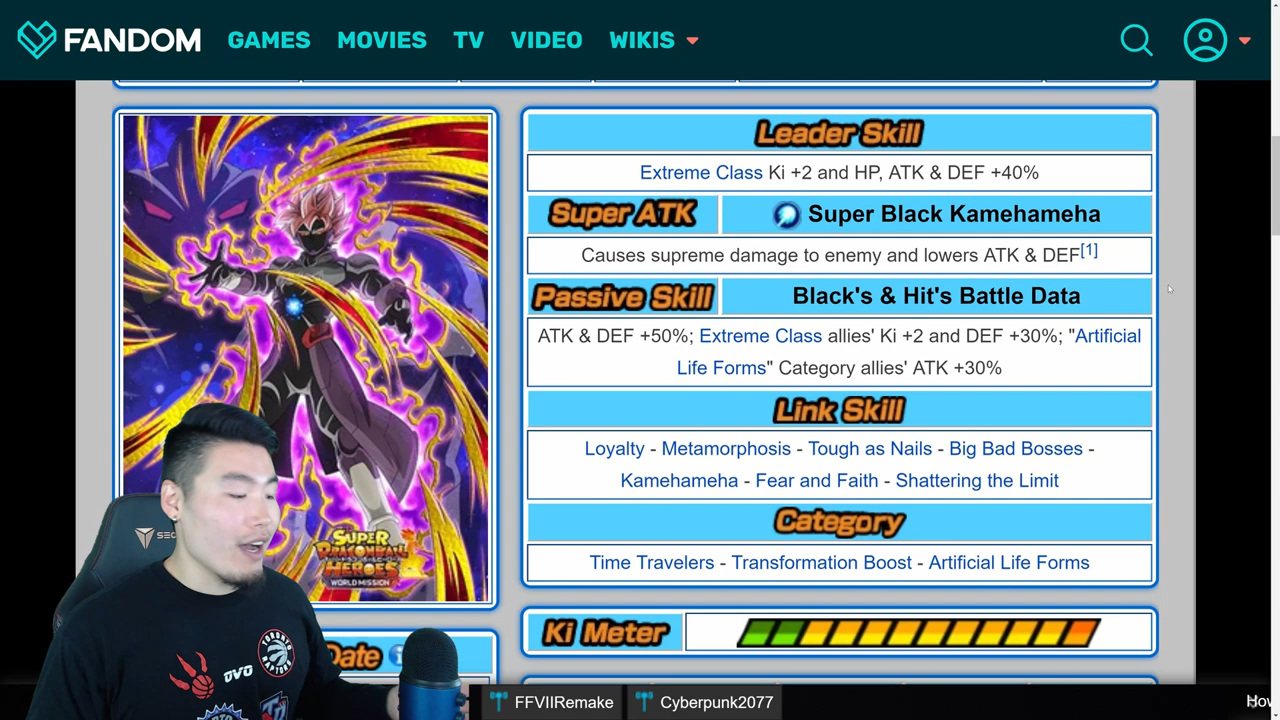 FANDOM GAMES MOVIES TV VIDEO WIKIS
Leader Skill
Extreme Class Ki +2 and HP, ATK & DEF +40%
Super ATK Super Black Kamehameha
Causes supreme damage to enemy and lowers ATK & DEF[1]
Passive Skill Black's & Hit's Battle Data
ATK & DEF +50%; Extreme Class allies' Ki +2 and DEF +30%; "Artificial
Life Forms" Category allies' ATK +30%
Link Skill
Loyalty - Metamorphosis - Tough as Nails - Big Bad Bosses -
Kamehameha - Fear and Faith - Shattering the Limit
Category
Time Travelers - Transformation Boost - Artificial Life Forms
Ki Meter
SUPER
DRAGONBALL
HEROES
WORLD MISSION
Date
OVO
FFVIIRemake Cyberpunk2077